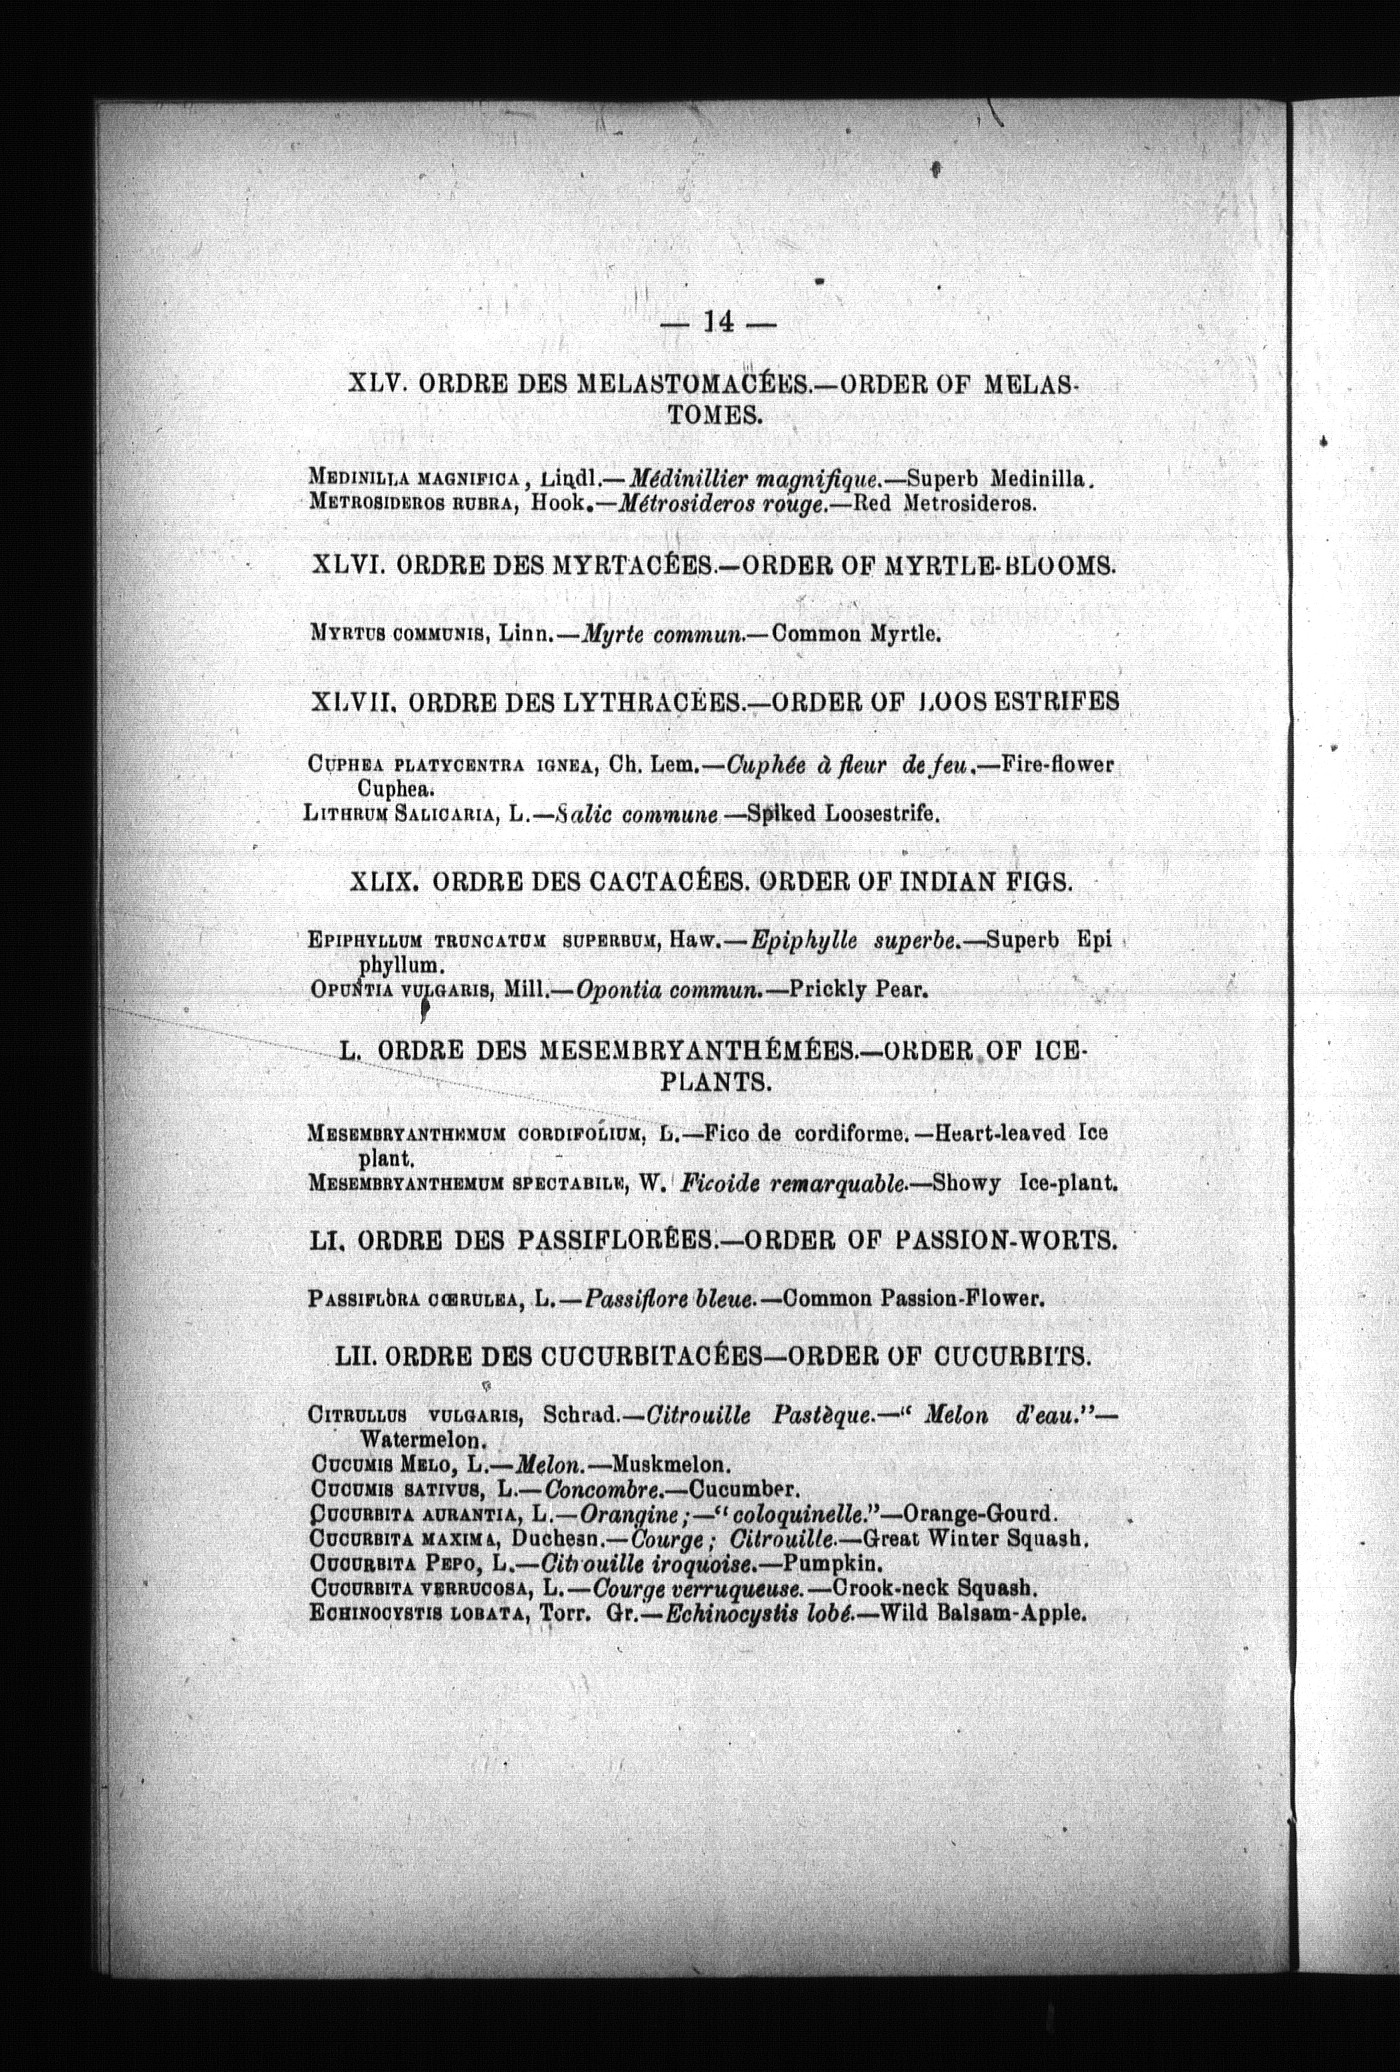 — 14 —
XLV. ORDRE DES MELASTOMACÉES.—ORDER OF MELAS-
TOMES.
MEDINILLA MAGNIFICA, Lindl.—Médinillier magnifique.—Superb Medinilla.
METROSIDEROS RUBRA, Hook.—Métrosideros rouge.—Red Metrosideros.
XLVI. ORDRE DES MYRTACÉES.—ORDER OF MYRTLE-BLOOMS.
MYRTUS COMMUNIS, Linn.—Myrte commun.—Common Myrtle.
XLVII. ORDRE DES LYTHRACÉES.—ORDER OF LOOS ESTRIFES
CUPHEA PLATYCENTRA IGNEA, Ch. Lem.—Cuphée à fleur de feu.—Fire-flower
Cuphea.
LITHRUM SALICARIA, L.—Salic commune—Spiked Loosestrife.
XLIX. ORDRE DES CACTACÉES. ORDER OF INDIAN FIGS.
EPIPHYLLUM TRUNCATUM SUPERBUM, Haw.—Epiphylle superbe.—Superb Epi
phyllum.
OPUNTIA VULGARIS, Mill.—Opontia commun.—Prickly Pear.
L. ORDRE DES MESEMBRYANTHÉMÉES.—ORDER OF ICE-
PLANTS.
MESEMBRYANTHEMUM CORDIFOLIUM, L.—Fico de cordiforme.—Heart-leaved Ice
plant.
MESEMBRYANTHEMUM SPECTABILE, W. Ficoide remarquable.—Showy Ice-plant.
LI. ORDRE DES PASSIFLORÉES.—ORDER OF PASSION-WORTS.
PASSIFLORA CŒRULEA, L.—Passiflore bleue.—Common Passion-Flower.
LII. ORDRE DES CUCURBITACÉES—ORDER OF CUCURBITS.
CITRULLUS VULGARIS, Schrad.—Citrouille Pastèque.—“ Melon d'eau.”—
Watermelon.
CUCUMIS MELO, L.—Melon.—Muskmelon.
CUCUMIS SATIVUS, L.—Concombre.—Cucumber.
CUCURBITA AURANTIA, L.—Orangine;—“coloquinelle.”—Orange-Gourd.
CUCURBITA MAXIMA, Duchesn.—Courge; Citrouille.—Great Winter Squash.
CUCURBITA PEPO, L.—Citrouille iroquoise.—Pumpkin.
CUCURBITA VERRUCOSA, L.—Courge verruqueuse.—Crook-neck Squash.
ECHINOCYSTIS LOBATA, Torr. Gr.—Echinocystis lobé.—Wild Balsam-Apple.